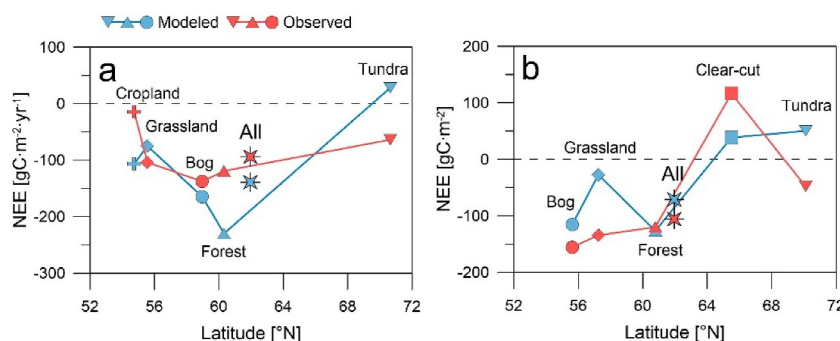 Modeled Observed
a
NEE [gC·m⁻²·yr⁻¹]
100
0
-100
-200
-300
Cropland
Grassland
Bog
All
Forest
Tundra
52 56 60 64 68 72
Latitude [°N]
b
NEE [gC·m⁻²]
200
100
0
-100
-200
Clear-cut
Tundra
Grassland
All
Bog
Forest
52 56 60 64 68 72
Latitude [°N]